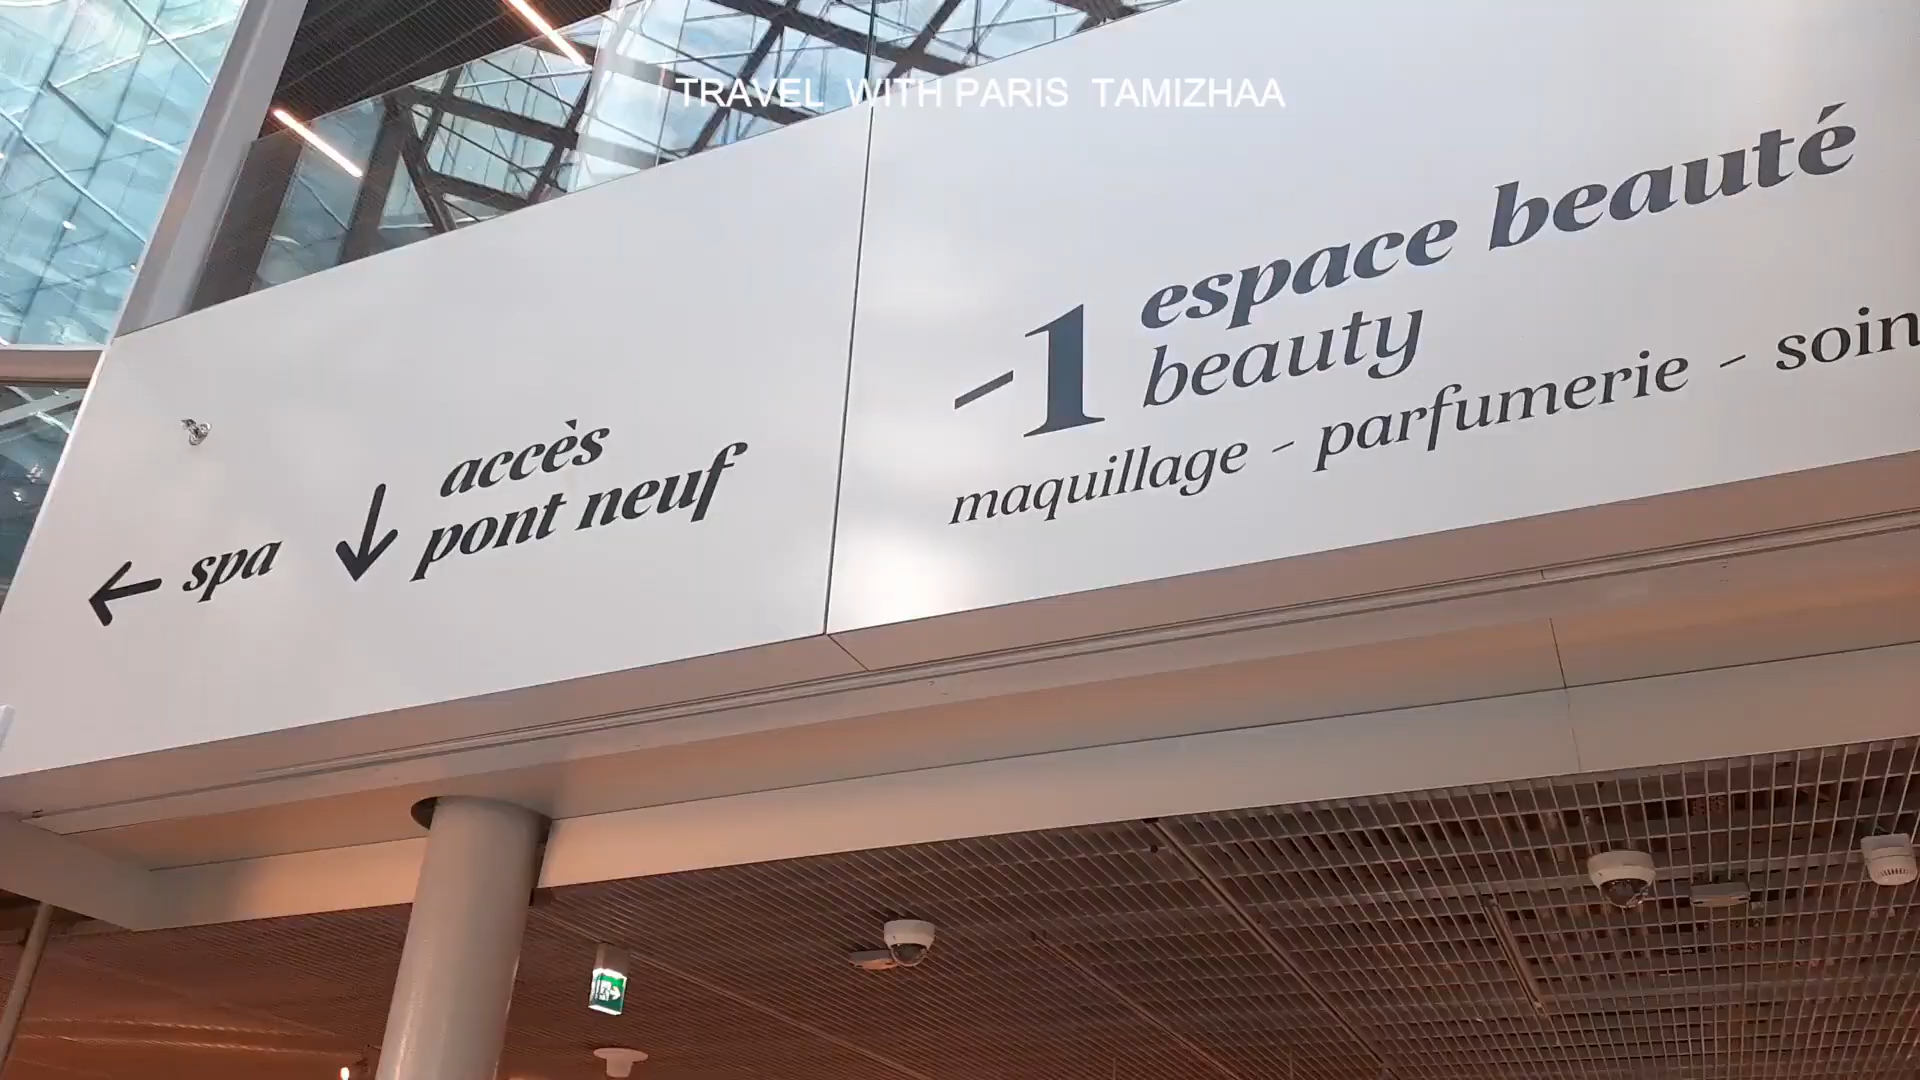 TRAVEL WITH PARIS TAMIZHAA
-1 espace beauté
beauty
maquillage - parfumerie - soin
accès
pont neuf
spa